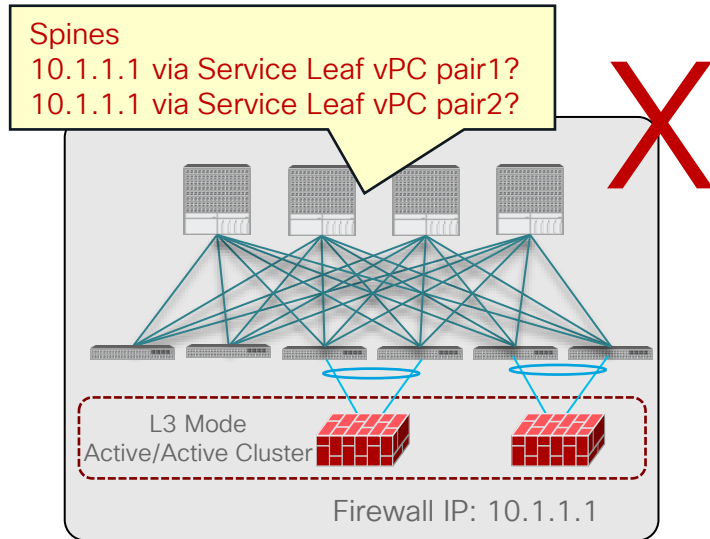 Spines
10.1.1.1 via Service Leaf vPC pair1?
10.1.1.1 via Service Leaf vPC pair2?
X
L3 Mode
Active/Active Cluster
Firewall IP: 10.1.1.1